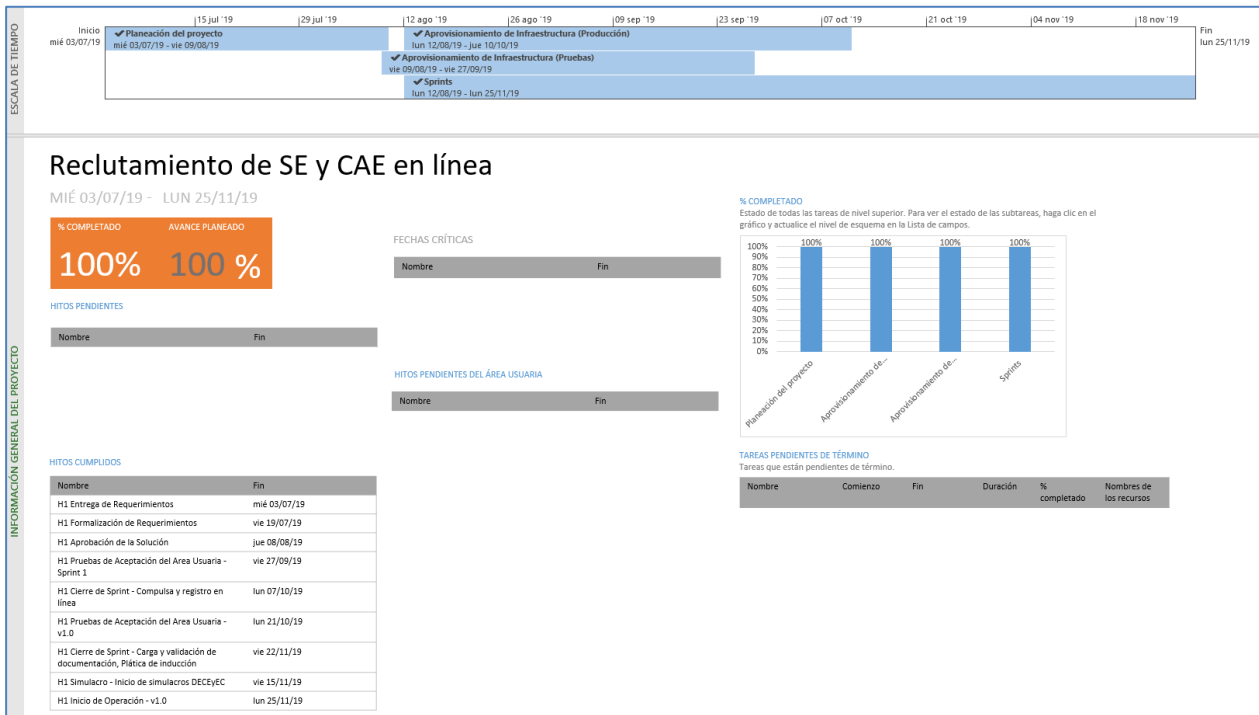 ESCALA DE TIEMPO
15 jul '19 29 jul '19 12 ago '19 26 ago '19 09 sep '19 23 sep '19 07 oct '19 21 oct '19 04 nov '19 18 nov '19
Inicio
mié 03/07/19
✔Planeación del proyecto
mié 03/07/19 - vie 09/08/19
✔Aprovisionamiento de Infraestructura (Producción)
lun 12/08/19 - jue 10/10/19
✔Aprovisionamiento de Infraestructura (Pruebas)
vie 09/08/19 - vie 27/09/19
✔Sprints
lun 12/08/19 - lun 25/11/19
Fin
lun 25/11/19
INFORMACIÓN GENERAL DEL PROYECTO
Reclutamiento de SE y CAE en línea
MIÉ 03/07/19 - LUN 25/11/19
% COMPLETADO AVANCE PLANEADO
100% 100 %
HITOS PENDIENTES
Nombre Fin
FECHAS CRÍTICAS
Nombre Fin
HITOS PENDIENTES DEL ÁREA USUARIA
Nombre Fin
HITOS CUMPLIDOS
Nombre Fin
H1 Entrega de Requerimientos mié 03/07/19
H1 Formalización de Requerimientos vie 19/07/19
H1 Aprobación de la Solución jue 08/08/19
H1 Pruebas de Aceptación del Area Usuaria - vie 27/09/19
Sprint 1
H1 Cierre de Sprint - Compulsa y registro en lun 07/10/19
línea
H1 Pruebas de Aceptación del Area Usuaria - lun 21/10/19
v1.0
H1 Cierre de Sprint - Carga y validación de vie 22/11/19
documentación, Plática de inducción
H1 Simulacro - Inicio de simulacros DECEyEC vie 15/11/19
H1 Inicio de Operación - v1.0 lun 25/11/19
% COMPLETADO
Estado de todas las tareas de nivel superior. Para ver el estado de las subtareas, haga clic en el
gráfico y actualice el nivel de esquema en la Lista de campos.
100% 100% 100% 100%
100%
90%
80%
70%
60%
50%
40%
30%
20%
10%
0%
Planeación del proyecto
Aprovisionamiento de...
Aprovisionamiento de...
Sprints
TAREAS PENDIENTES DE TÉRMINO
Tareas que están pendientes de término.
Nombre Comienzo Fin Duración % Nombres de
completado los recursos